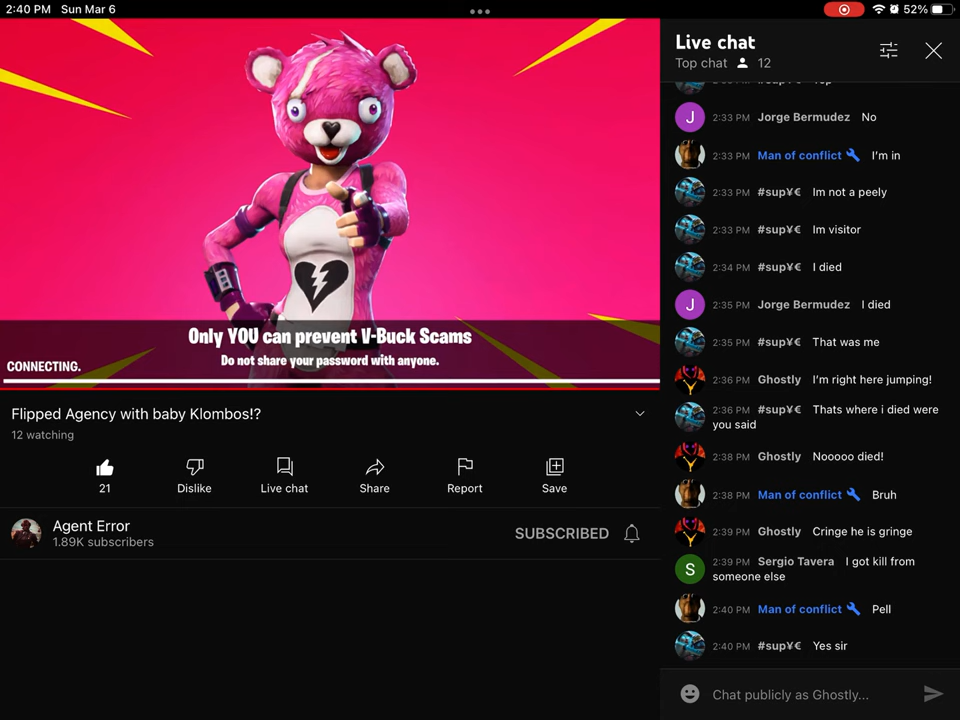 2:40 PM Sun Mar 6
52%
Only YOU can prevent V-Buck Scams
Do not share your password with anyone.
CONNECTING.
Flipped Agency with baby Klombos!?
12 watching
21
Dislike
Live chat
Share
Report
Save
Agent Error
1.89K subscribers
SUBSCRIBED
Live chat
Top chat 12
J 2:33 PM Jorge Bermudez No
2:33 PM Man of conflict I'm in
2:33 PM #sup¥€ Im not a peely
2:33 PM #sup¥€ Im visitor
2:34 PM #sup¥€ I died
J 2:35 PM Jorge Bermudez I died
2:35 PM #sup¥€ That was me
2:36 PM Ghostly I'm right here jumping!
2:36 PM #sup¥€ Thats where i died were
you said
2:38 PM Ghostly Nooooo died!
2:38 PM Man of conflict Bruh
2:39 PM Ghostly Cringe he is gringe
S 2:39 PM Sergio Tavera I got kill from
someone else
2:40 PM Man of conflict Pell
2:40 PM #sup¥€ Yes sir
Chat publicly as Ghostly...